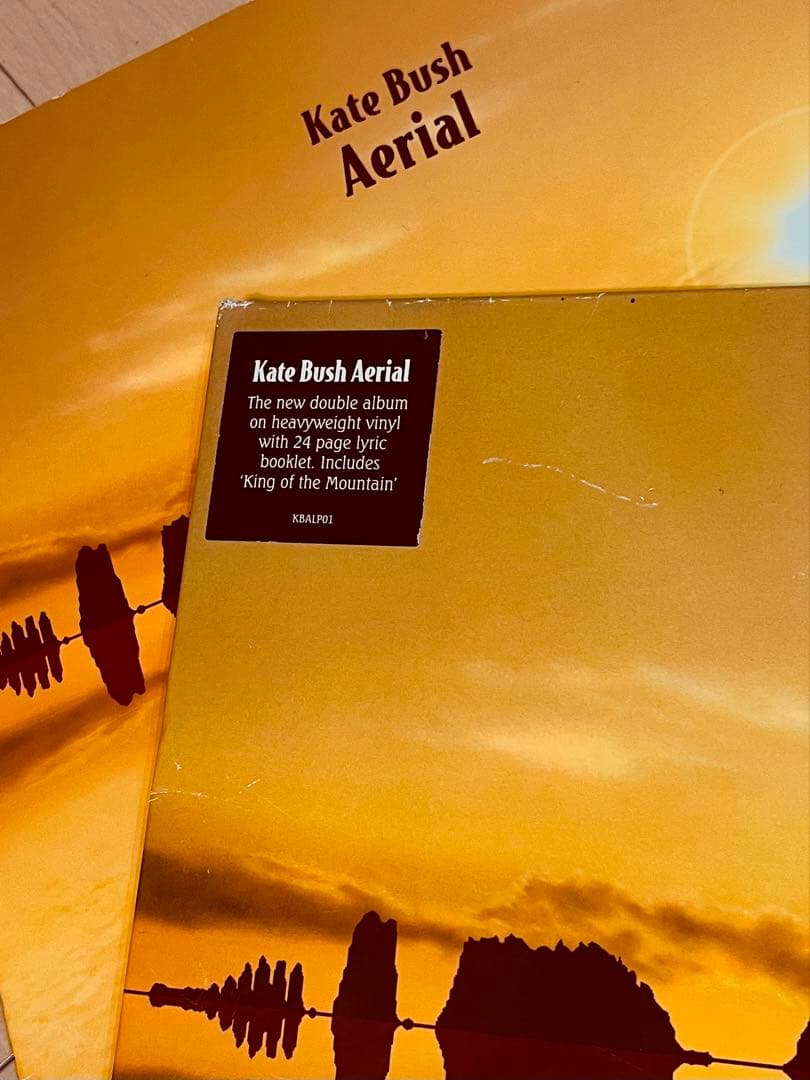 Kate Bush
Aerial
Kate Bush Aerial
The new double album
on heavyweight vinyl
with 24 page lyric
booklet. Includes
‘King of the Mountain’
KBALP01